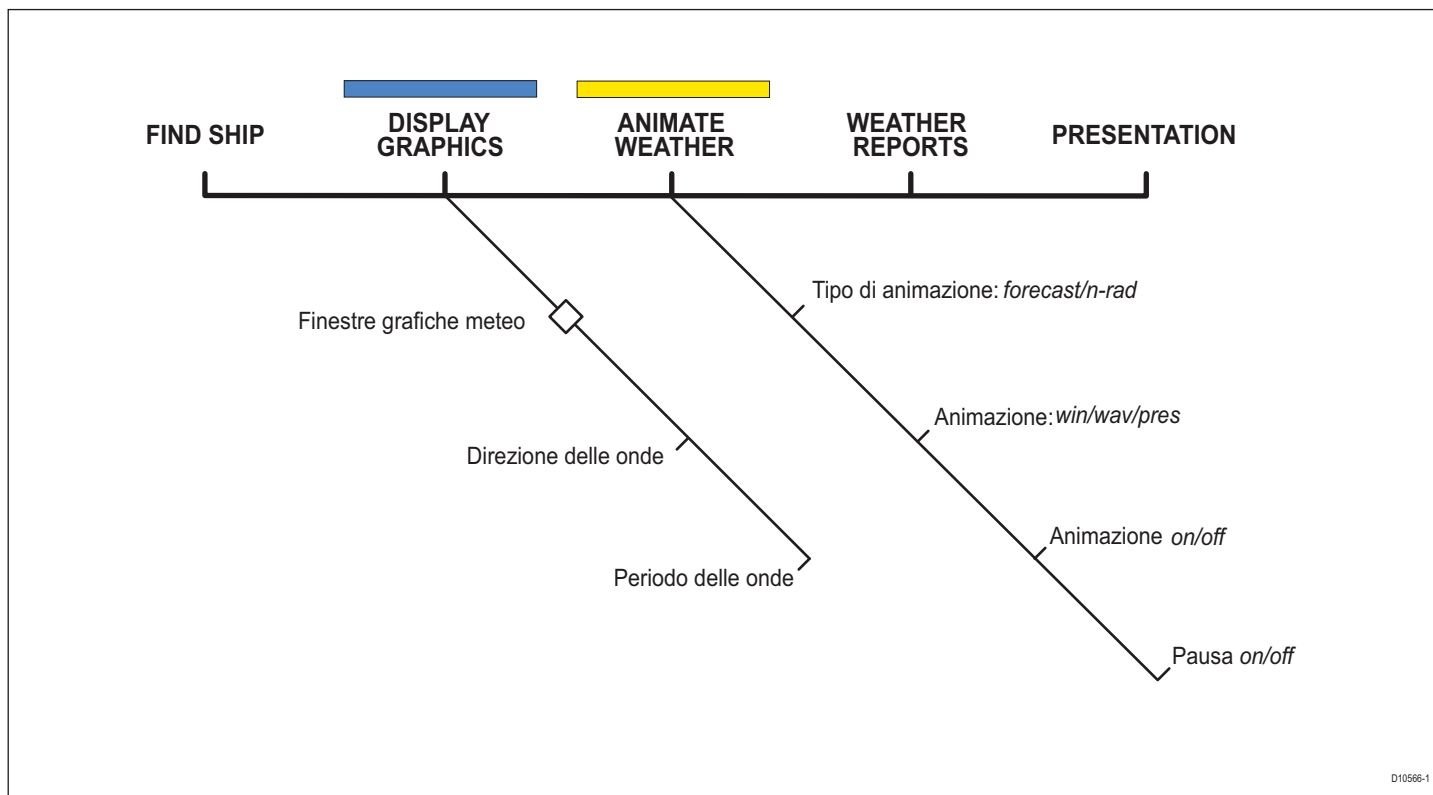 FIND SHIP
DISPLAY
GRAPHICS
ANIMATE
WEATHER
WEATHER
REPORTS
PRESENTATION
Tipo di animazione: forecast/n-rad
Finestre grafiche meteo
Animazione: win/wav/pres
Direzione delle onde
Animazione on/off
Periodo delle onde
Pausa on/off
D10566-1